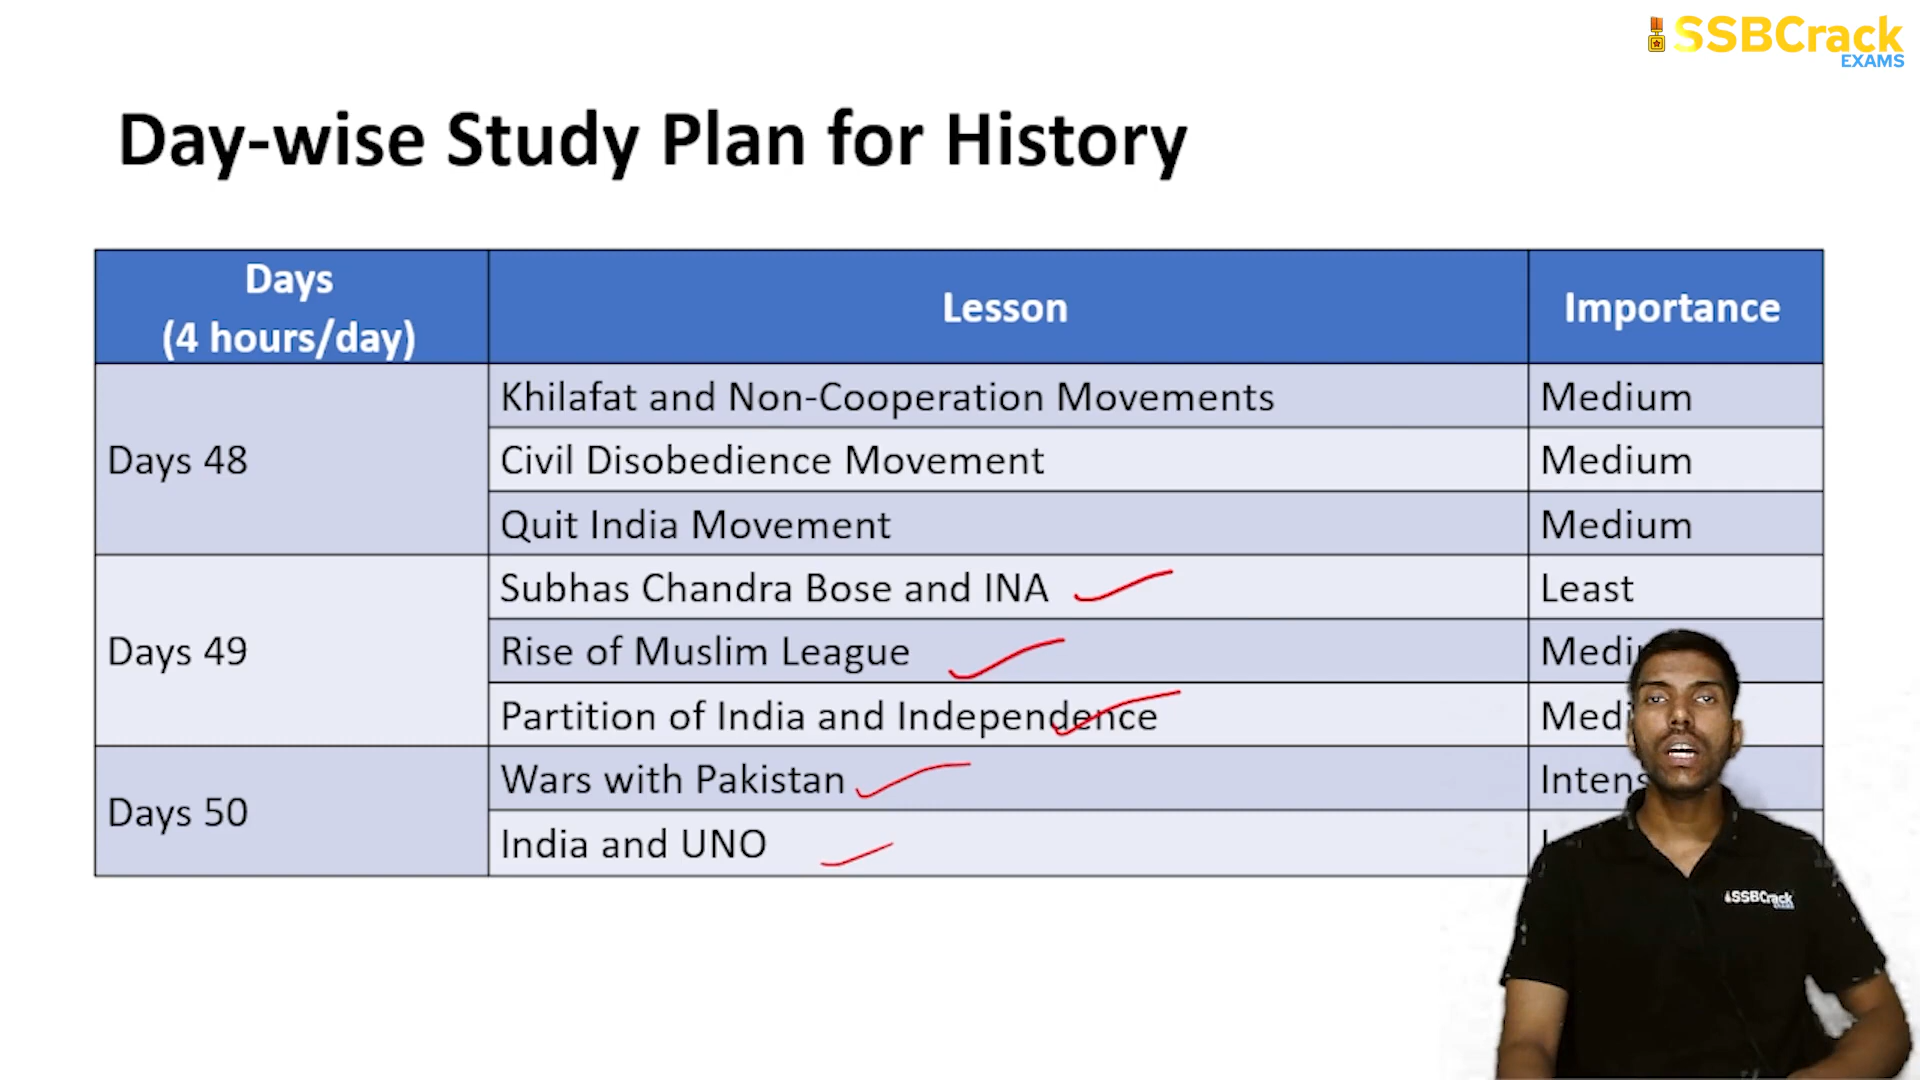 SSBCrack
EXAMS
Day-wise Study Plan for History
Days
(4 hours/day)
Lesson
Importance
Days 48
Khilafat and Non-Cooperation Movements
Medium
Civil Disobedience Movement
Medium
Quit India Movement
Medium
Days 49
Subhas Chandra Bose and INA
Least
Rise of Muslim League
Partition of India and Independence
Days 50
Wars with Pakistan
India and UNO
SSBCrack
EXAMS